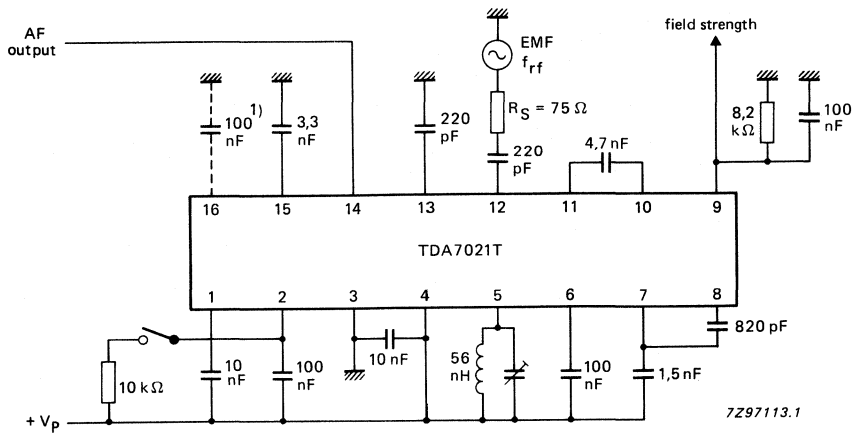 AF
output
EMF
f_rf
field strength
100 1)
nF
3,3
nF
220
pF
R_S = 75 Ω
220
pF
4,7 nF
8,2
kΩ
100
nF
16 15 14 13 12 11 10 9
TDA7021T
1 2 3 4 5 6 7 8
10 kΩ
10
nF
100
nF
10 nF
56
nH
100
nF
1,5 nF
820 pF
+ V_P
7Z97113.1